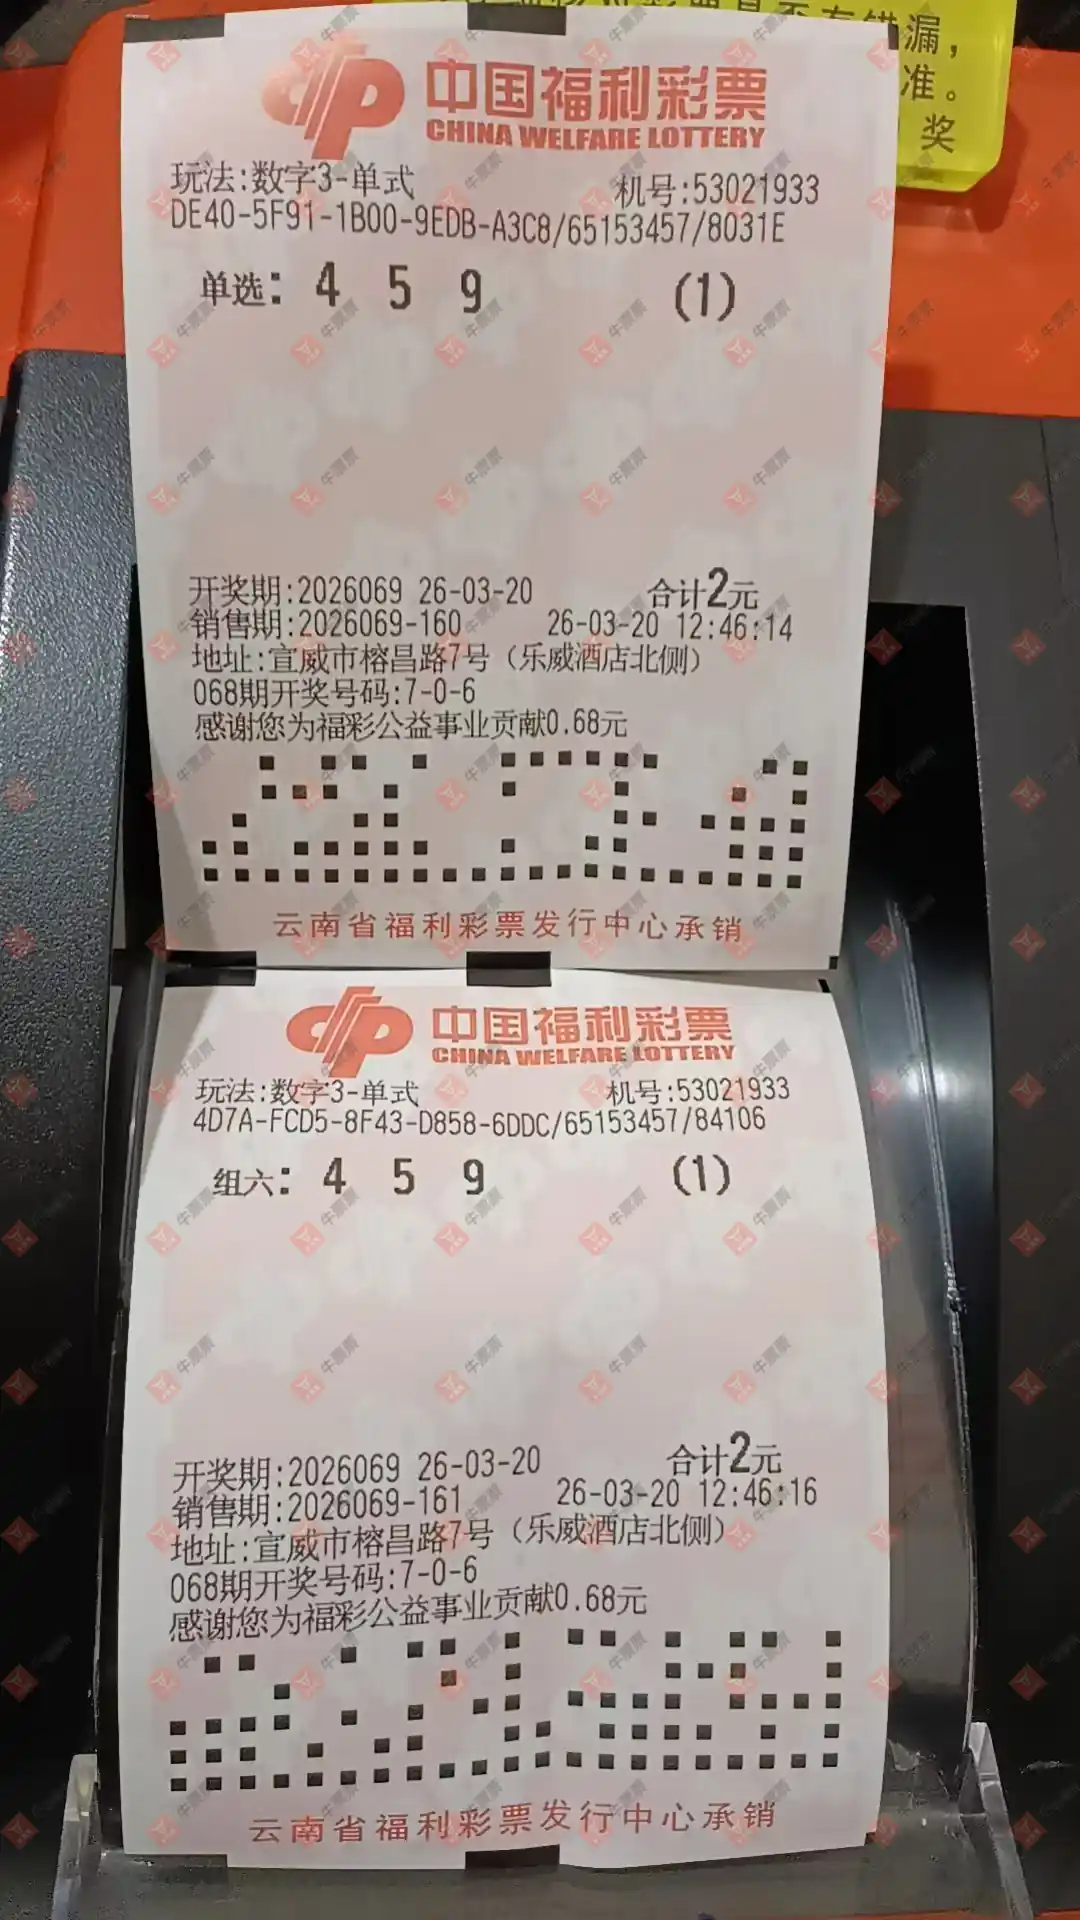 漏，
准。
奖
中国福利彩票
CHINA WELFARE LOTTERY
玩法:数字3-单式 机号:53021933
DE40-5F91-1B00-9EDB-A3C8/65153457/8031E
单选: 4 5 9 (1)
开奖期:2026069 26-03-20 合计2元
销售期:2026069-160 26-03-20 12:46:14
地址:宣威市榕昌路7号（乐威酒店北侧）
068期开奖号码:7-0-6
感谢您为福彩公益事业贡献0.68元
云南省福利彩票发行中心承销
中国福利彩票
CHINA WELFARE LOTTERY
玩法:数字3-单式 机号:53021933
4D7A-FCD5-8F43-D858-6DDC/65153457/84106
组六: 4 5 9 (1)
开奖期:2026069 26-03-20 合计2元
销售期:2026069-161 26-03-20 12:46:16
地址:宣威市榕昌路7号（乐威酒店北侧）
068期开奖号码:7-0-6
感谢您为福彩公益事业贡献0.68元
云南省福利彩票发行中心承销
牛票票